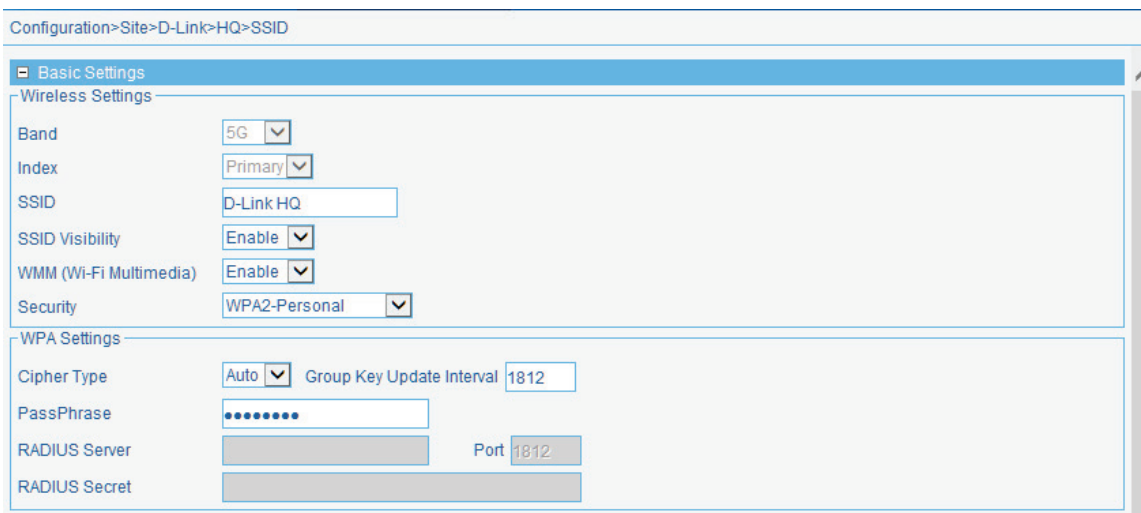 Configuration>Site>D-Link>HQ>SSID
Basic Settings
Wireless Settings
Band 5G
Index Primary
SSID D-Link HQ
SSID Visibility Enable
WMM (Wi-Fi Multimedia) Enable
Security WPA2-Personal
WPA Settings
Cipher Type Auto Group Key Update Interval 1812
PassPhrase ••••••••
RADIUS Server Port 1812
RADIUS Secret